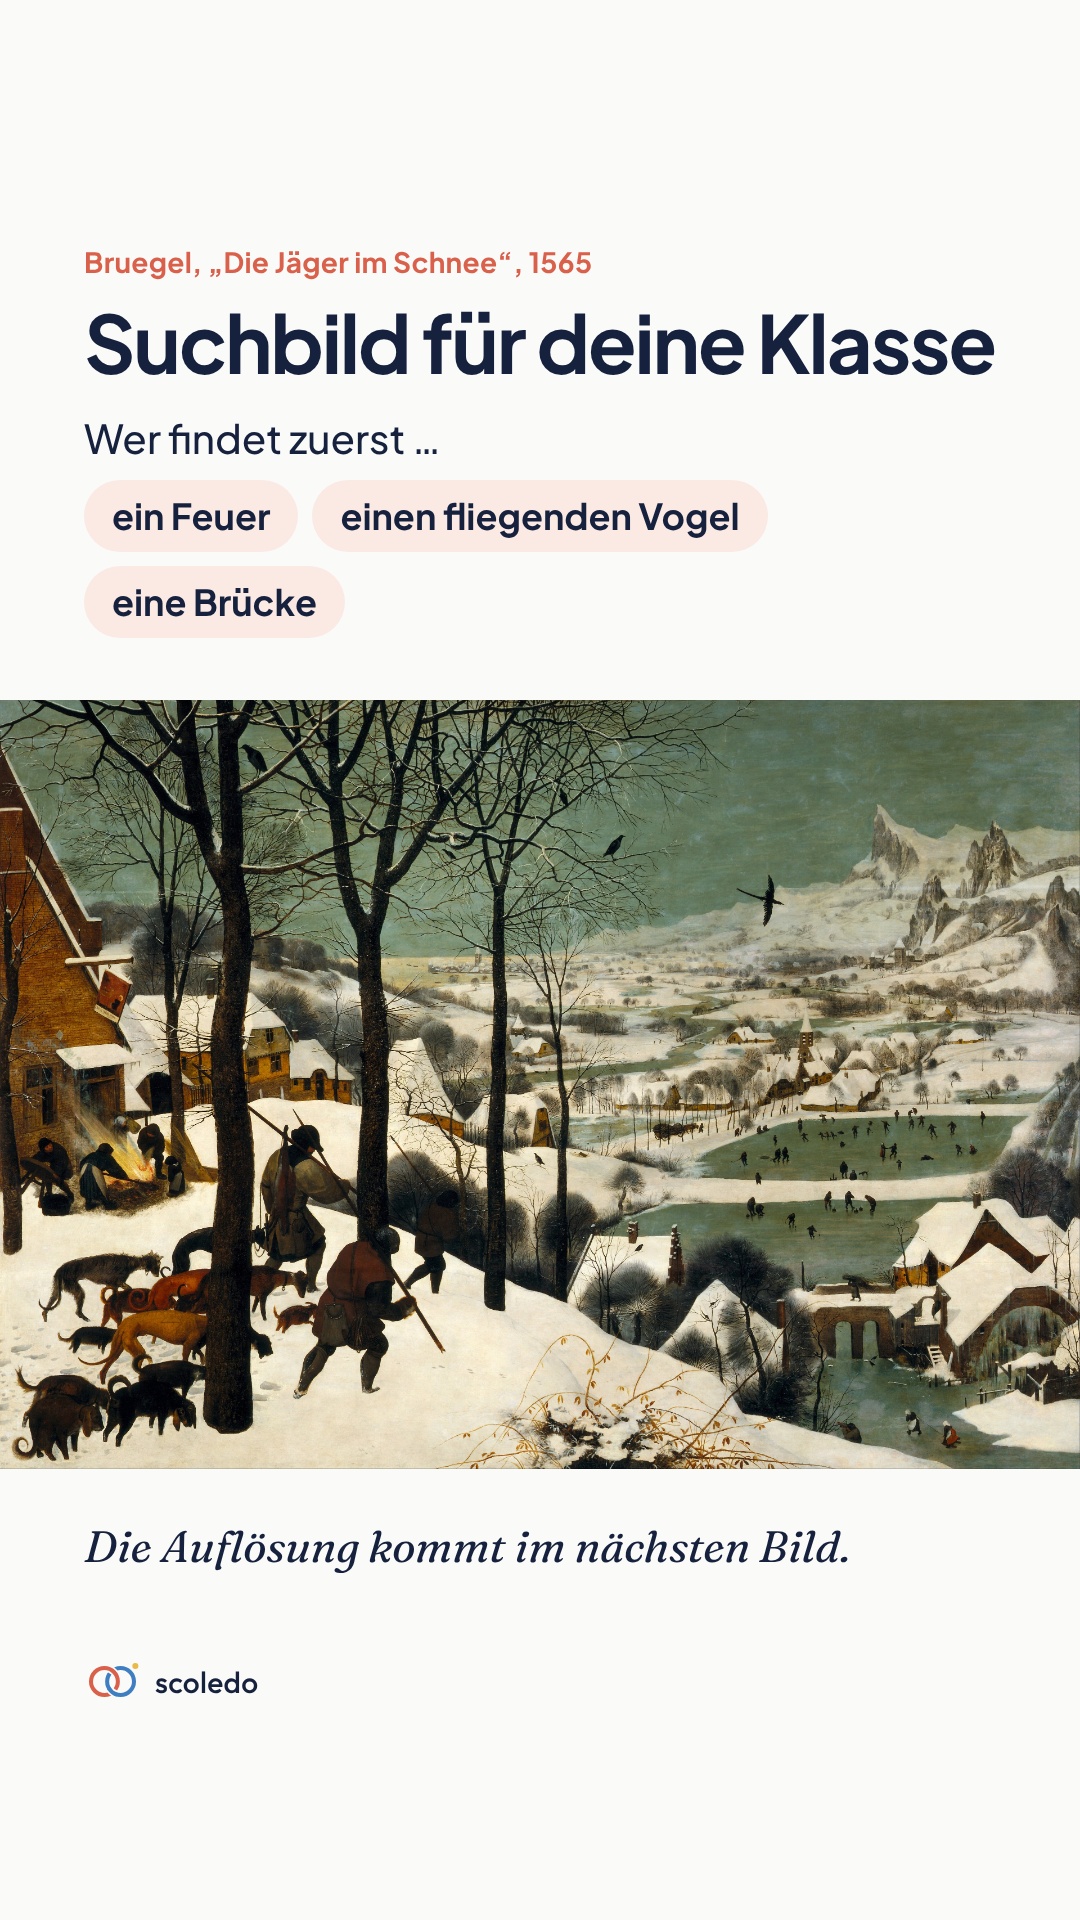 Bruegel, „Die Jäger im Schnee“, 1565
Suchbild für deine Klasse
Wer findet zuerst …
ein Feuer
einen fliegenden Vogel
eine Brücke
Die Auflösung kommt im nächsten Bild.
scoledo